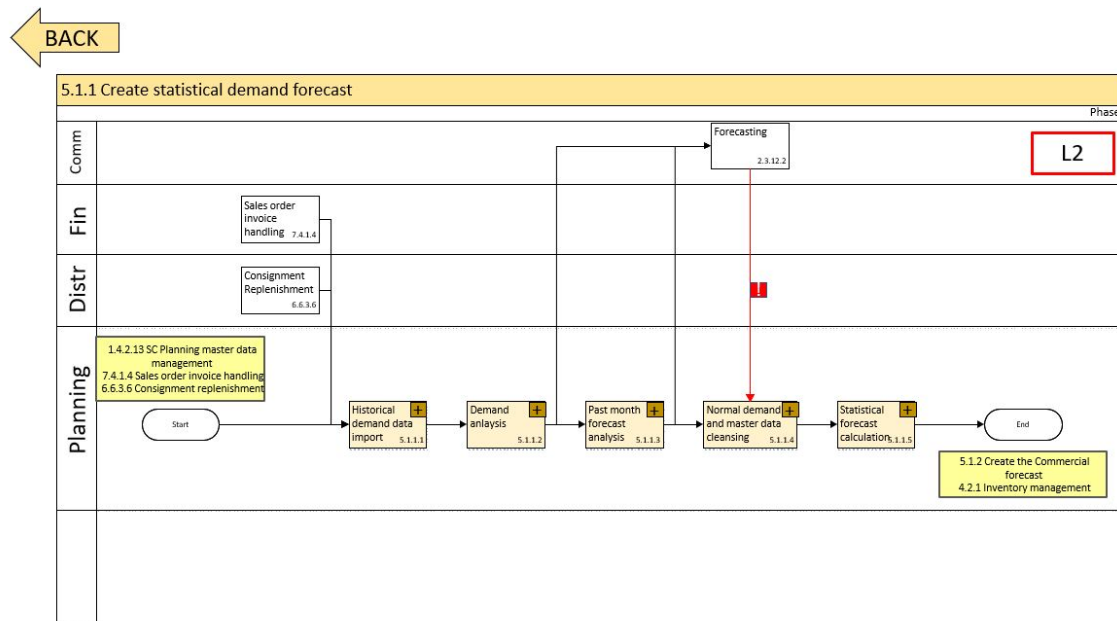 BACK
5.1.1 Create statistical demand forecast
Phase
Comm
Forecasting
2.3.12.2
L2
Fin
Sales order
invoice
handling 7.4.1.4
Distr
Consignment
Replenishment
6.6.3.6
!
Planning
1.4.2.13 SC Planning master data
management
7.4.1.4 Sales order invoice handling
6.6.3.6 Consignment replenishment
Start
Historical
demand data
import 5.1.1.1
+
Demand
anlaysis
5.1.1.2
+
Past month
forecast
analysis 5.1.1.3
+
Normal demand
and master data
cleansing 5.1.1.4
+
Statistical
forecast
calculation 5.1.1.5
+
End
5.1.2 Create the Commercial
forecast
4.2.1 Inventory management